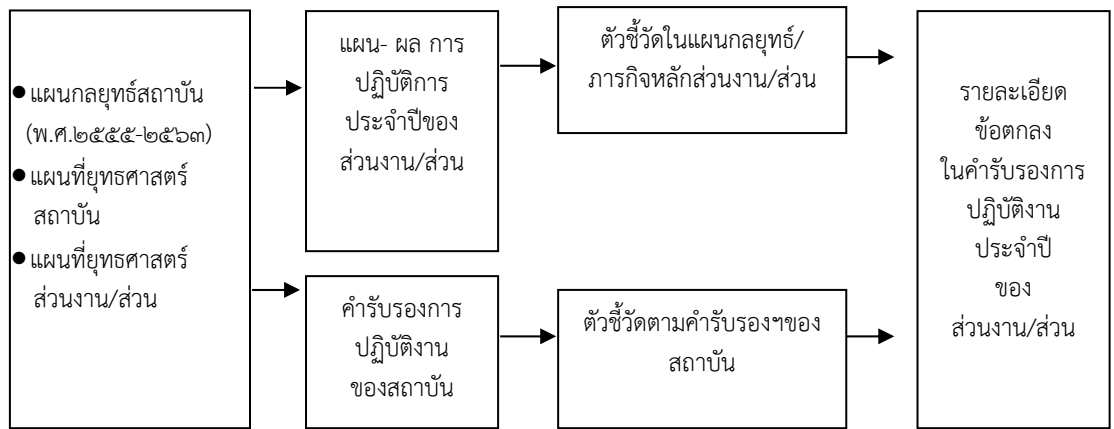 ● แผนกลยุทธ์สถาบัน
(พ.ศ.๒๕๕๕-๒๕๖๓)
● แผนที่ยุทธศาสตร์
สถาบัน
● แผนที่ยุทธศาสตร์
ส่วนงาน/ส่วน
แผน- ผล การ
ปฏิบัติการ
ประจำปีของ
ส่วนงาน/ส่วน
คำรับรองการ
ปฏิบัติงาน
ของสถาบัน
ตัวชี้วัดในแผนกลยุทธ์/
ภารกิจหลักส่วนงาน/ส่วน
ตัวชี้วัดตามคำรับรองฯของ
สถาบัน
รายละเอียด
ข้อตกลง
ในคำรับรองการ
ปฏิบัติงาน
ประจำปี
ของ
ส่วนงาน/ส่วน